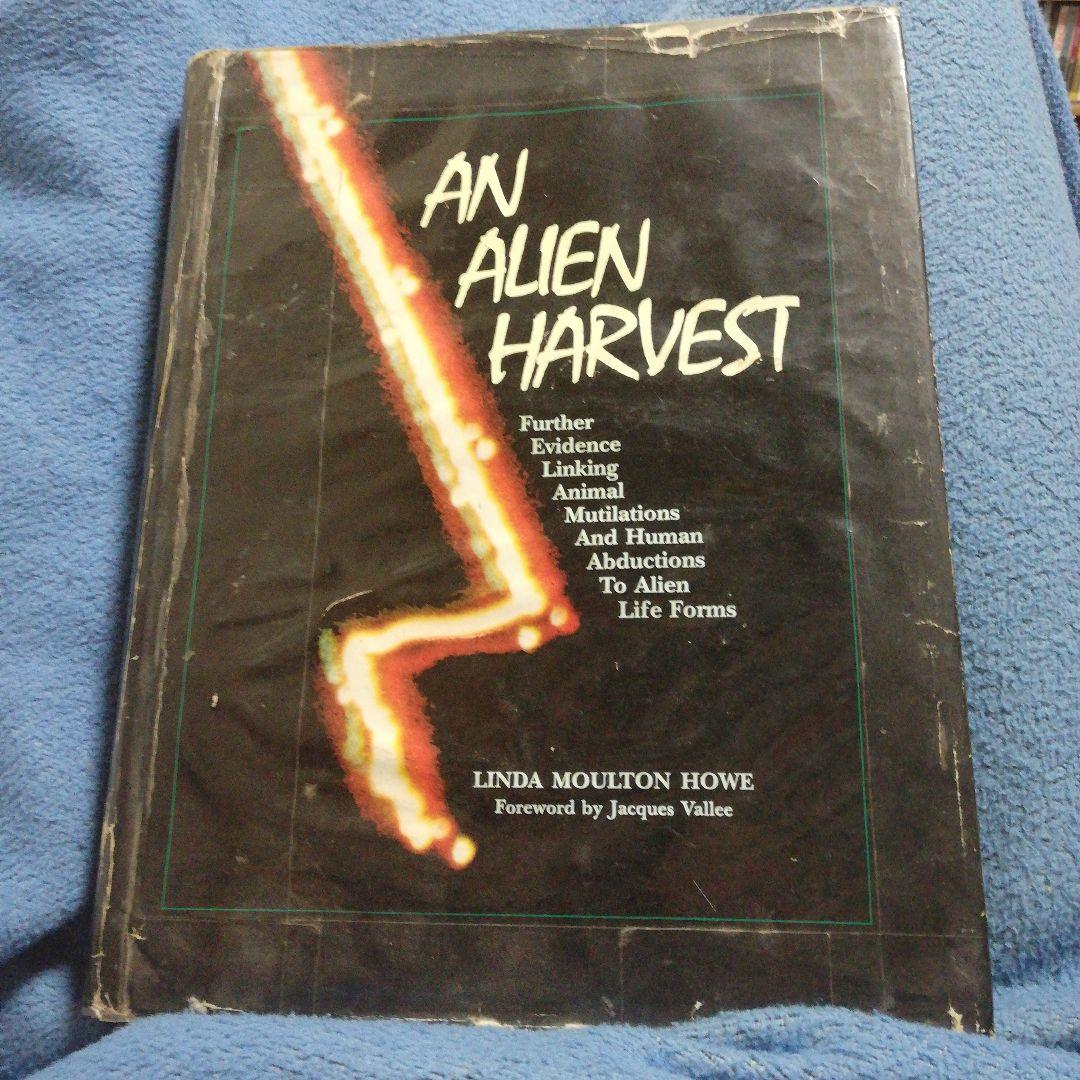 AN
ALIEN
HARVEST
Further
Evidence
Linking
Animal
Mutilations
And Human
Abductions
To Alien
Life Forms
LINDA MOULTON HOWE
Foreword by Jacques Vallee